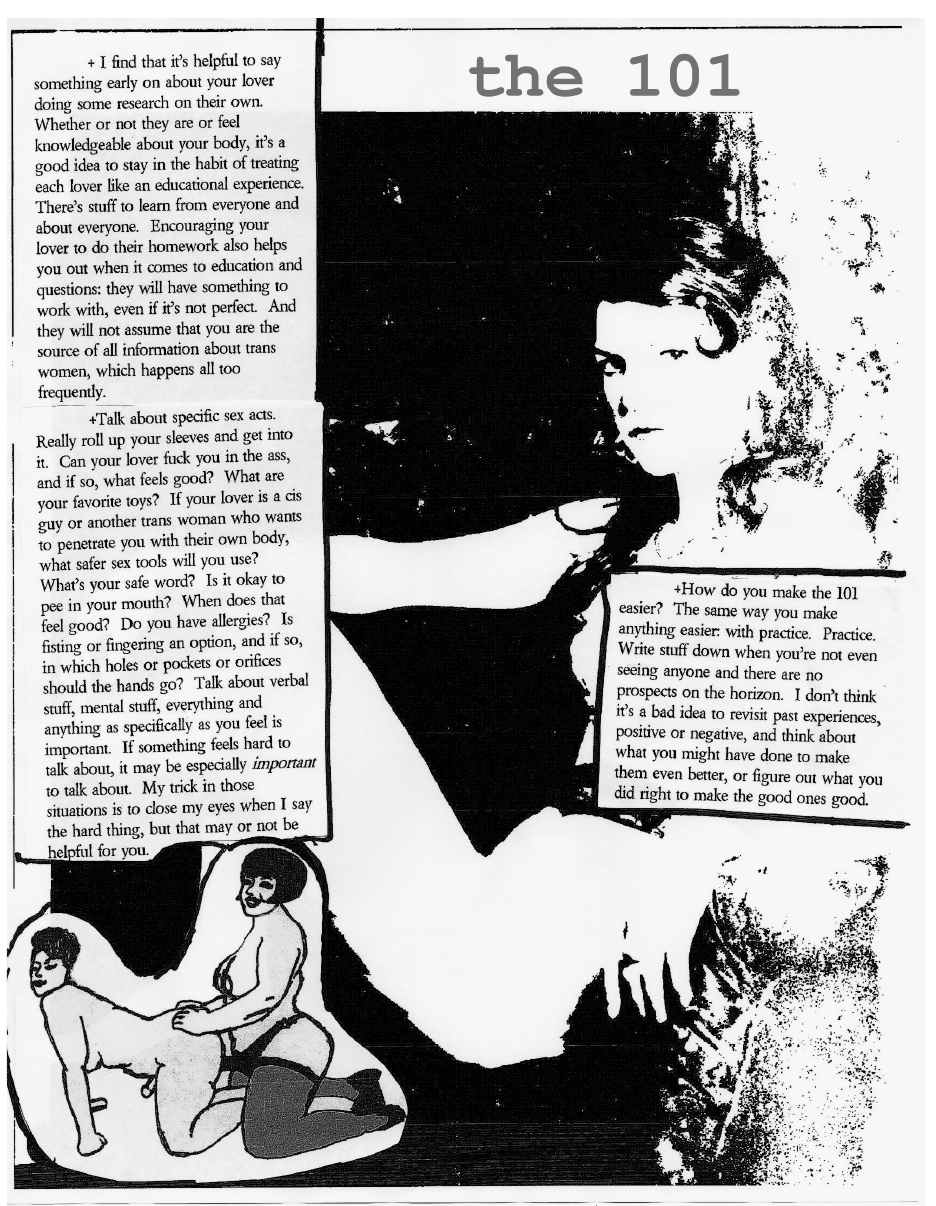 the 101
+ I find that it's helpful to say
something early on about your lover
doing some research on their own.
Whether or not they are or feel
knowledgeable about your body, it's a
good idea to stay in the habit of treating
each lover like an educational experience.
There's stuff to learn from everyone and
about everyone. Encouraging your
lover to do their homework also helps
you out when it comes to education and
questions: they will have something to
work with, even if it's not perfect. And
they will not assume that you are the
source of all information about trans
women, which happens all too
frequently.
+Talk about specific sex acts.
Really roll up your sleeves and get into
it. Can your lover fuck you in the ass,
and if so, what feels good? What are
your favorite toys? If your lover is a cis
guy or another trans woman who wants
to penetrate you with their own body,
what safer sex tools will you use?
What's your safe word? Is it okay to
pee in your mouth? When does that
feel good? Do you have allergies? Is
fisting or fingering an option, and if so,
in which holes or pockets or orifices
should the hands go? Talk about verbal
stuff, mental stuff, everything and
anything as specifically as you feel is
important. If something feels hard to
talk about, it may be especially important
to talk about. My trick in those
situations is to close my eyes when I say
the hard thing, but that may or not be
helpful for you.
+How do you make the 101
easier? The same way you make
anything easier: with practice. Practice.
Write stuff down when you're not even
seeing anyone and there are no
prospects on the horizon. I don't think
it's a bad idea to revisit past experiences,
positive or negative, and think about
what you might have done to make
them even better, or figure out what you
did right to make the good ones good.